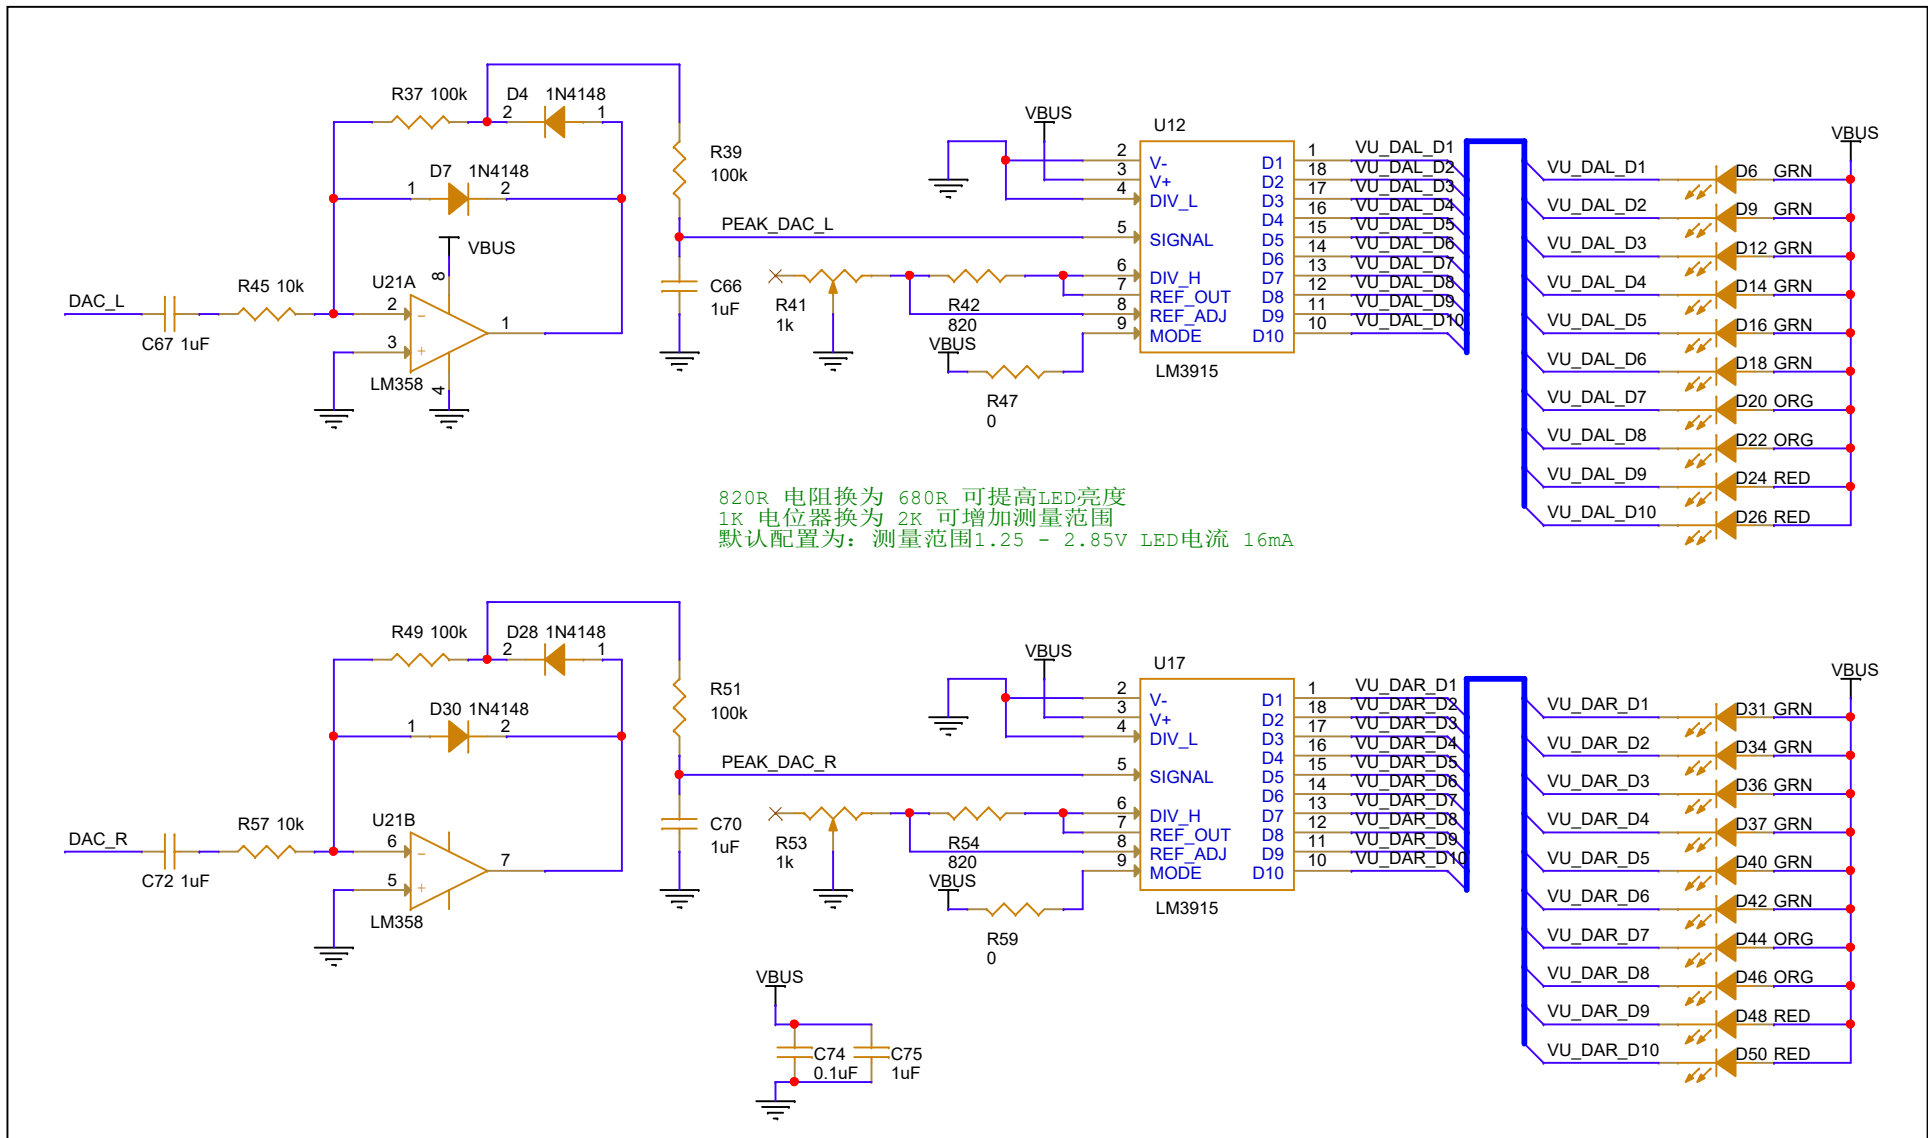 R37 100k
D4 1N4148
2 1
D7 1N4148
1 2
VBUS
R39
100k
PEAK_DAC_L
DAC_L
C67 1uF
R45 10k
U21A
8
2
3
1
4
LM358
C66
1uF
R41
1k
R42
820
VBUS
R47
0
VBUS
U12
2 V- D1 1 VU_DAL_D1
3 V+ D2 18 VU_DAL_D2
4 DIV_L D3 17 VU_DAL_D3
D4 16 VU_DAL_D4
5 SIGNAL D5 15 VU_DAL_D5
D6 14 VU_DAL_D6
6 DIV_H D7 13 VU_DAL_D7
7 REF_OUT D8 12 VU_DAL_D8
8 REF_ADJ D9 11 VU_DAL_D9
9 MODE D10 10 VU_DAL_D10
LM3915
VBUS
VU_DAL_D1 D6 GRN
VU_DAL_D2 D9 GRN
VU_DAL_D3 D12 GRN
VU_DAL_D4 D14 GRN
VU_DAL_D5 D16 GRN
VU_DAL_D6 D18 GRN
VU_DAL_D7 D20 ORG
VU_DAL_D8 D22 ORG
VU_DAL_D9 D24 RED
VU_DAL_D10 D26 RED
820R 电阻换为 680R 可提高LED亮度
1K 电位器换为 2K 可增加测量范围
默认配置为: 测量范围1.25 - 2.85V LED电流 16mA
R49 100k
D28 1N4148
2 1
D30 1N4148
1 2
R51
100k
PEAK_DAC_R
DAC_R
C72 1uF
R57 10k
U21B
6
5
7
LM358
C70
1uF
R53
1k
R54
820
VBUS
R59
0
VBUS
U17
2 V- D1 1 VU_DAR_D1
3 V+ D2 18 VU_DAR_D2
4 DIV_L D3 17 VU_DAR_D3
D4 16 VU_DAR_D4
5 SIGNAL D5 15 VU_DAR_D5
D6 14 VU_DAR_D6
6 DIV_H D7 13 VU_DAR_D7
7 REF_OUT D8 12 VU_DAR_D8
8 REF_ADJ D9 11 VU_DAR_D9
9 MODE D10 10 VU_DAR_D10
LM3915
VBUS
VU_DAR_D1 D31 GRN
VU_DAR_D2 D34 GRN
VU_DAR_D3 D36 GRN
VU_DAR_D4 D37 GRN
VU_DAR_D5 D40 GRN
VU_DAR_D6 D42 GRN
VU_DAR_D7 D44 ORG
VU_DAR_D8 D46 ORG
VU_DAR_D9 D48 RED
VU_DAR_D10 D50 RED
VBUS
C74
0.1uF
C75
1uF